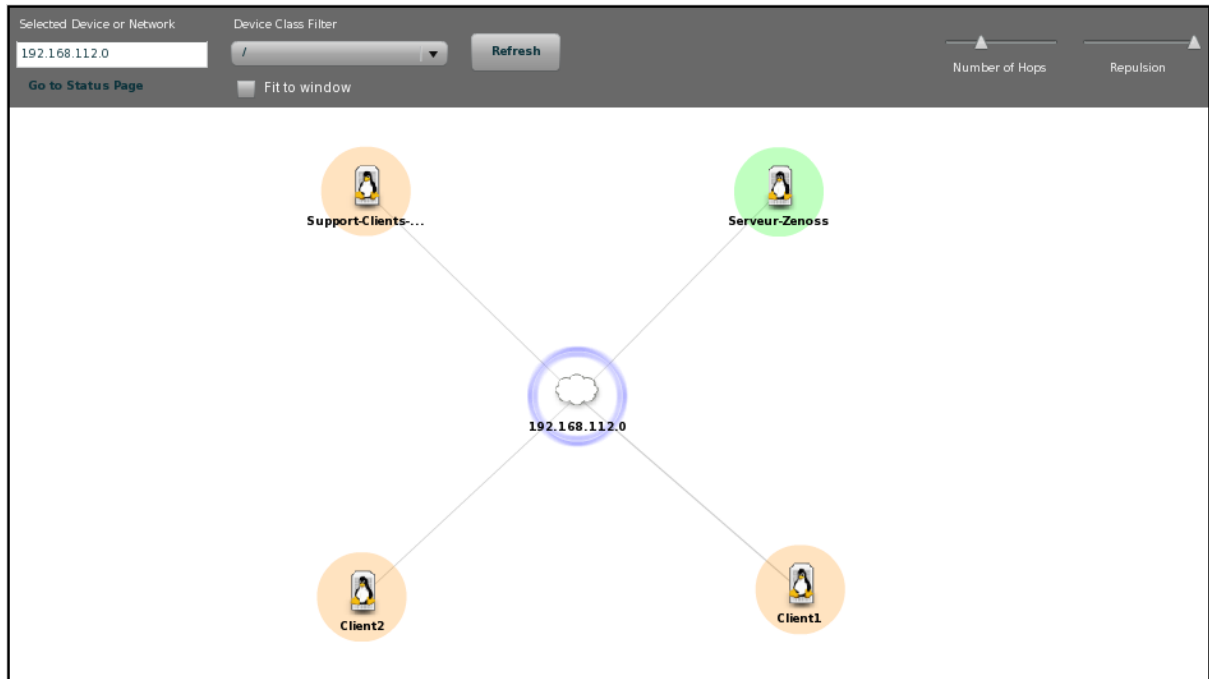 Selected Device or Network
Device Class Filter
192.168.112.0
/
Refresh
Number of Hops
Repulsion
Go to Status Page
Fit to window
Support-Clients-...
Serveur-Zenoss
192.168.112.0
Client2
Client1